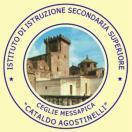 ISTITUTO DI ISTRUZIONE SECONDARIA SUPERIORE
CEGLIE MESSAPICA
"CATALDO AGOSTINELLI"